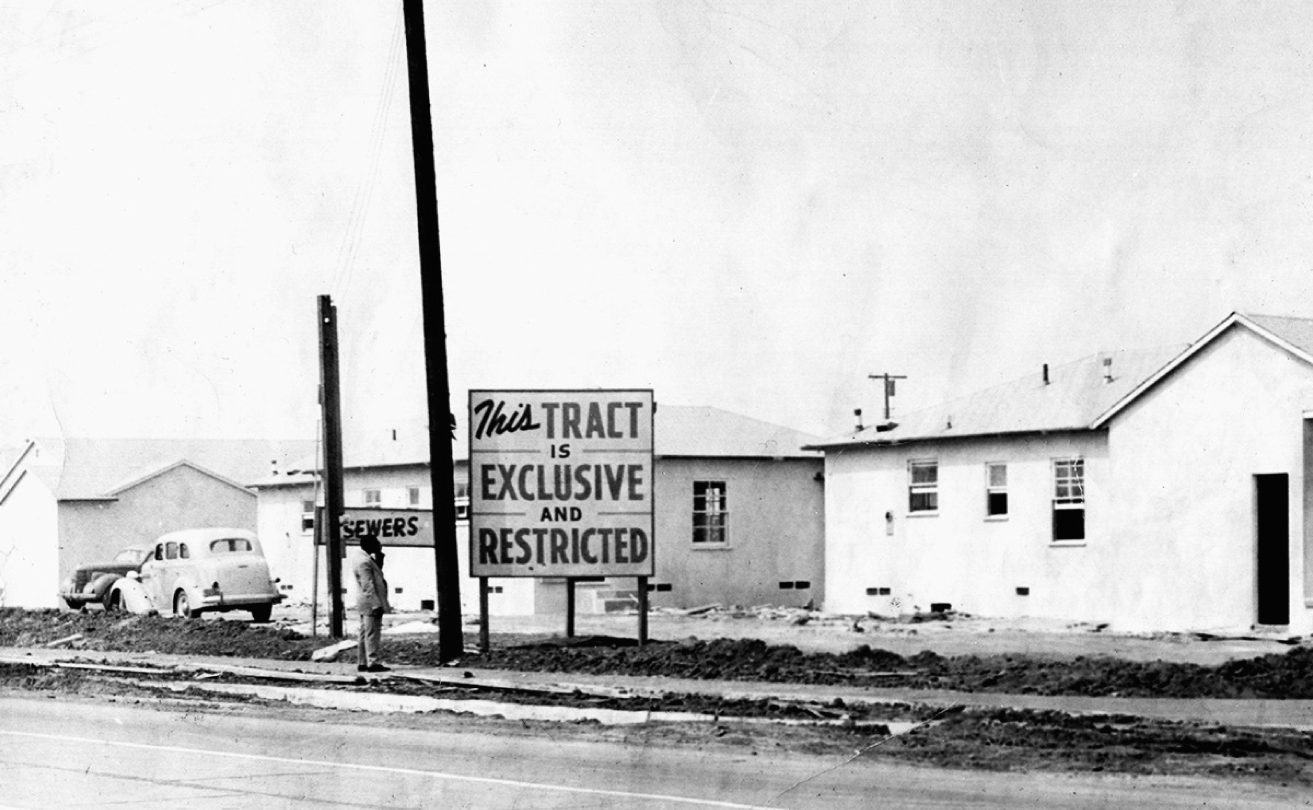 This TRACT
IS
EXCLUSIVE
AND
RESTRICTED
SEWERS